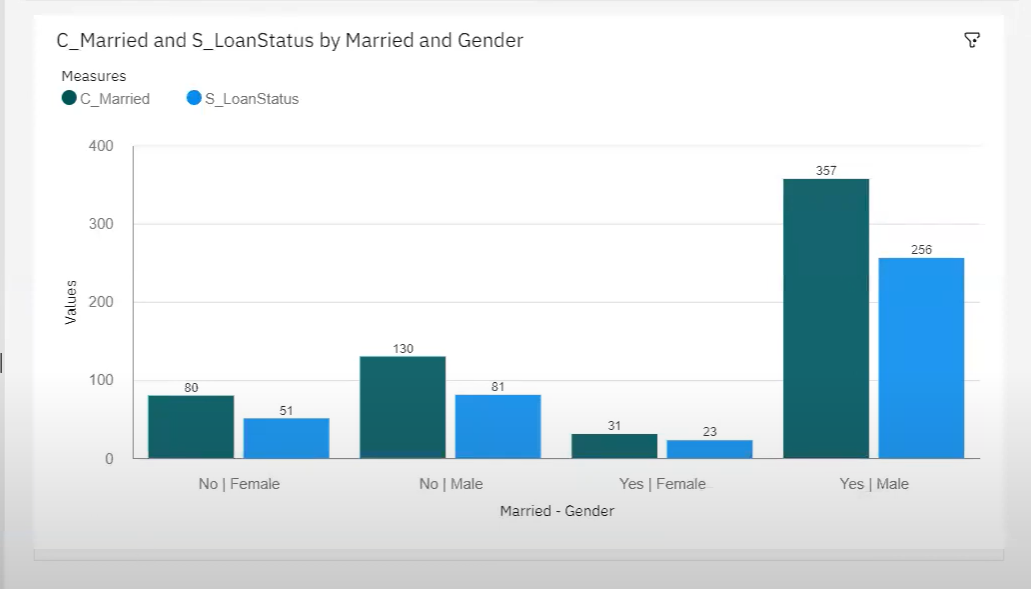 C_Married and S_LoanStatus by Married and Gender
Measures
C_Married S_LoanStatus
400
300
200
100
0
Values
80
51
130
81
31
23
357
256
No | Female
No | Male
Yes | Female
Yes | Male
Married - Gender